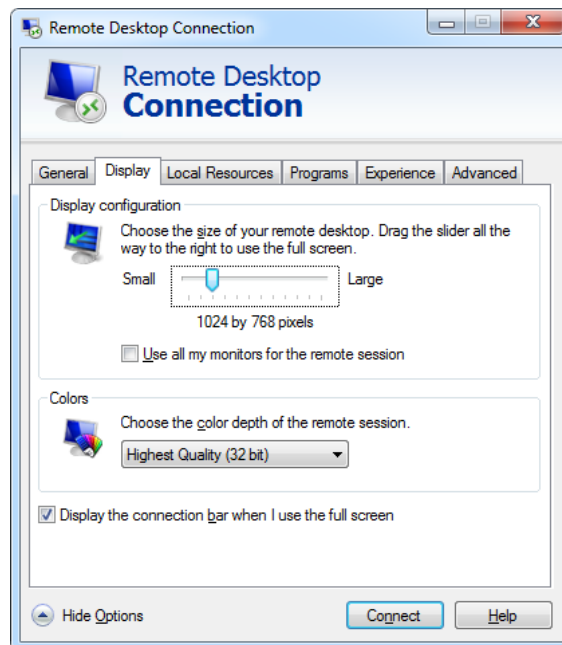 Remote Desktop Connection
Remote Desktop
Connection
General Display Local Resources Programs Experience Advanced
Display configuration
Choose the size of your remote desktop. Drag the slider all the
way to the right to use the full screen.
Small Large
1024 by 768 pixels
Use all my monitors for the remote session
Colors
Choose the color depth of the remote session.
Highest Quality (32 bit)
Display the connection bar when I use the full screen
Hide Options Connect Help